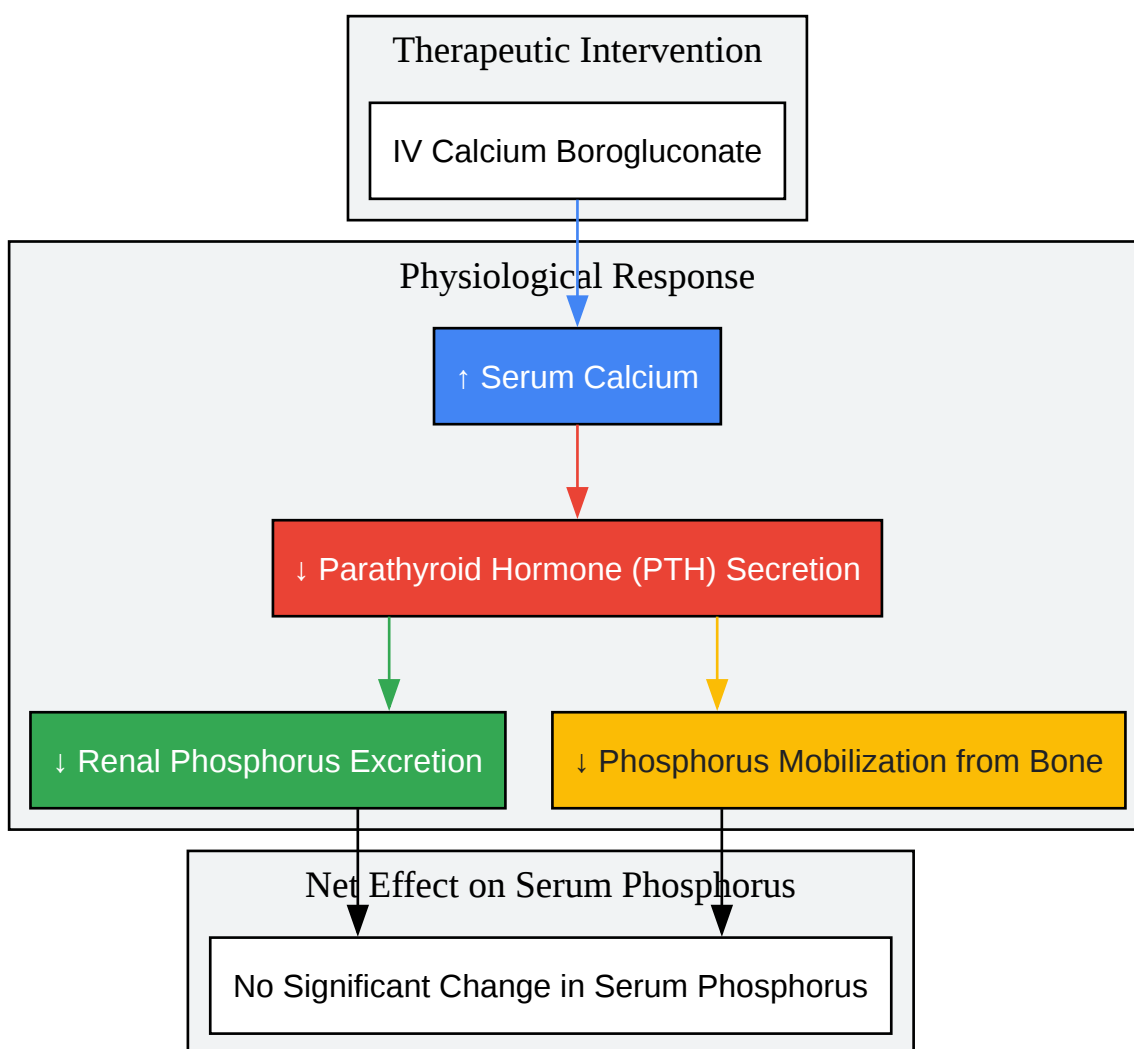 Therapeutic Intervention
IV Calcium Borogluconate
Physiological Response
↑ Serum Calcium
↓ Parathyroid Hormone (PTH) Secretion
↓ Renal Phosphorus Excretion
↓ Phosphorus Mobilization from Bone
Net Effect on Serum Phosphorus
No Significant Change in Serum Phosphorus